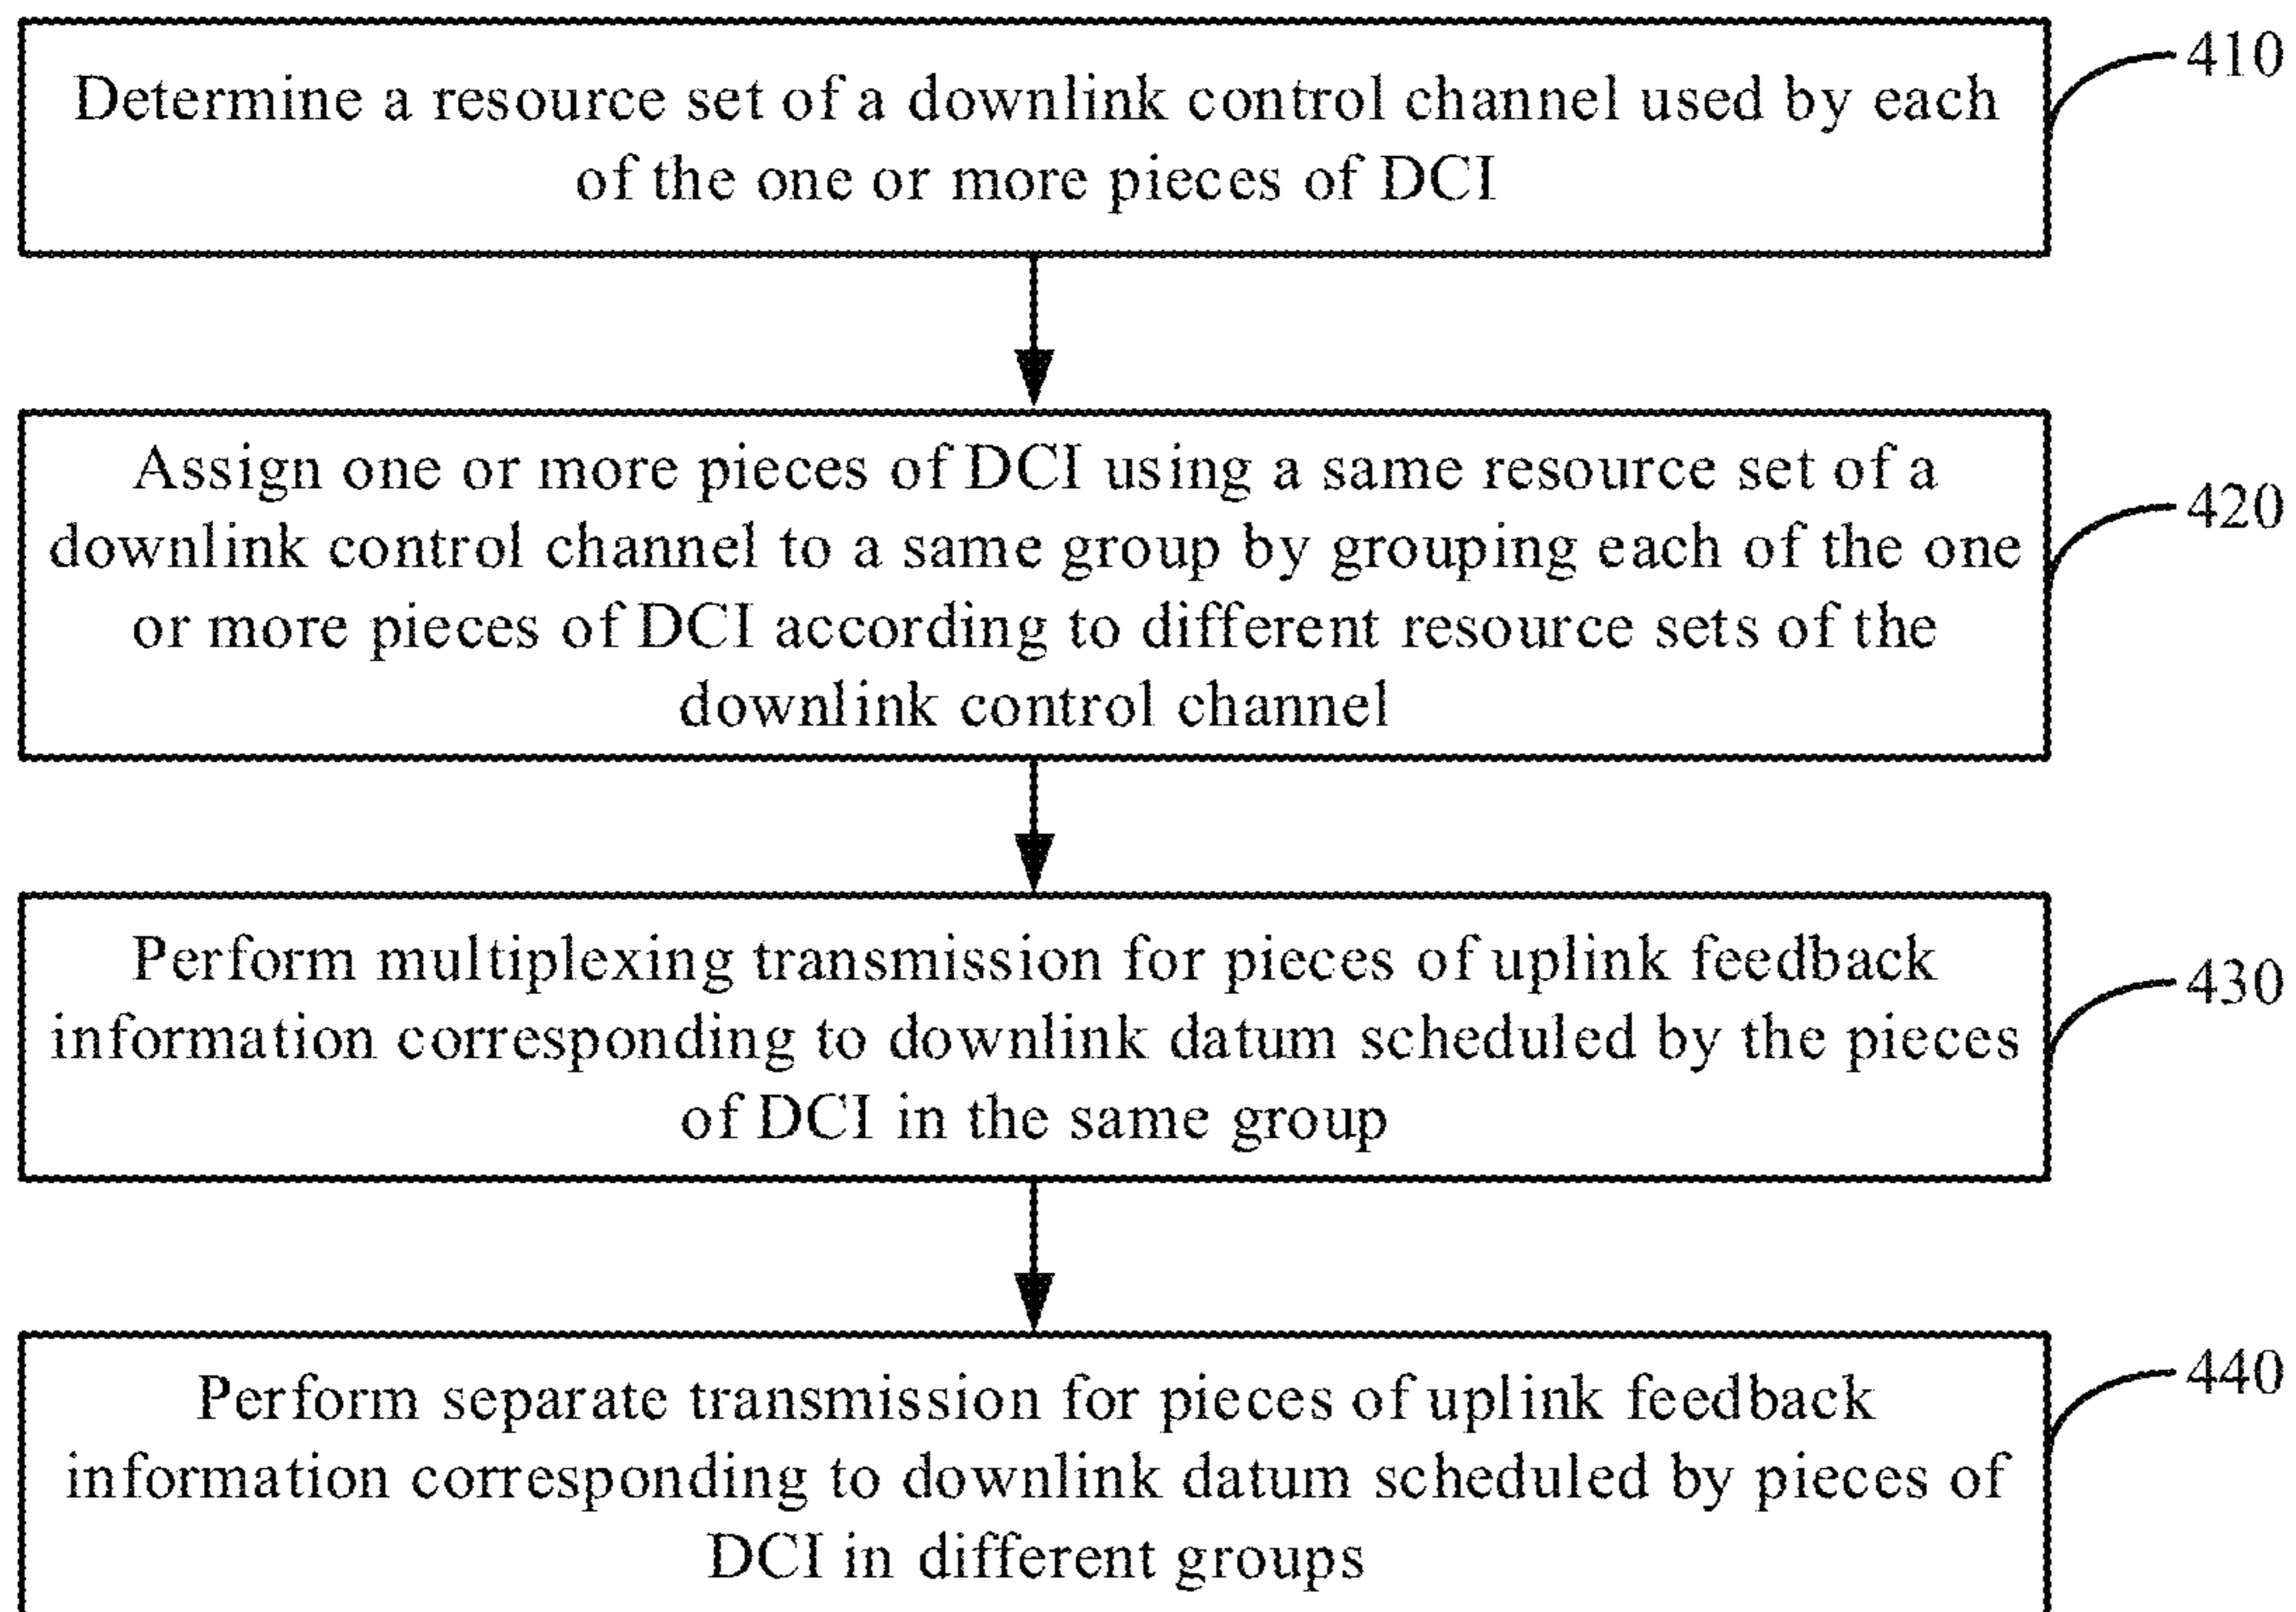 Determine a resource set of a downlink control channel used by each
of the one or more pieces of DCI
410
Assign one or more pieces of DCI using a same resource set of a
downlink control channel to a same group by grouping each of the one
or more pieces of DCI according to different resource sets of the
downlink control channel
420
Perform multiplexing transmission for pieces of uplink feedback
information corresponding to downlink datum scheduled by the pieces
of DCI in the same group
430
Perform separate transmission for pieces of uplink feedback
information corresponding to downlink datum scheduled by pieces of
DCI in different groups
440